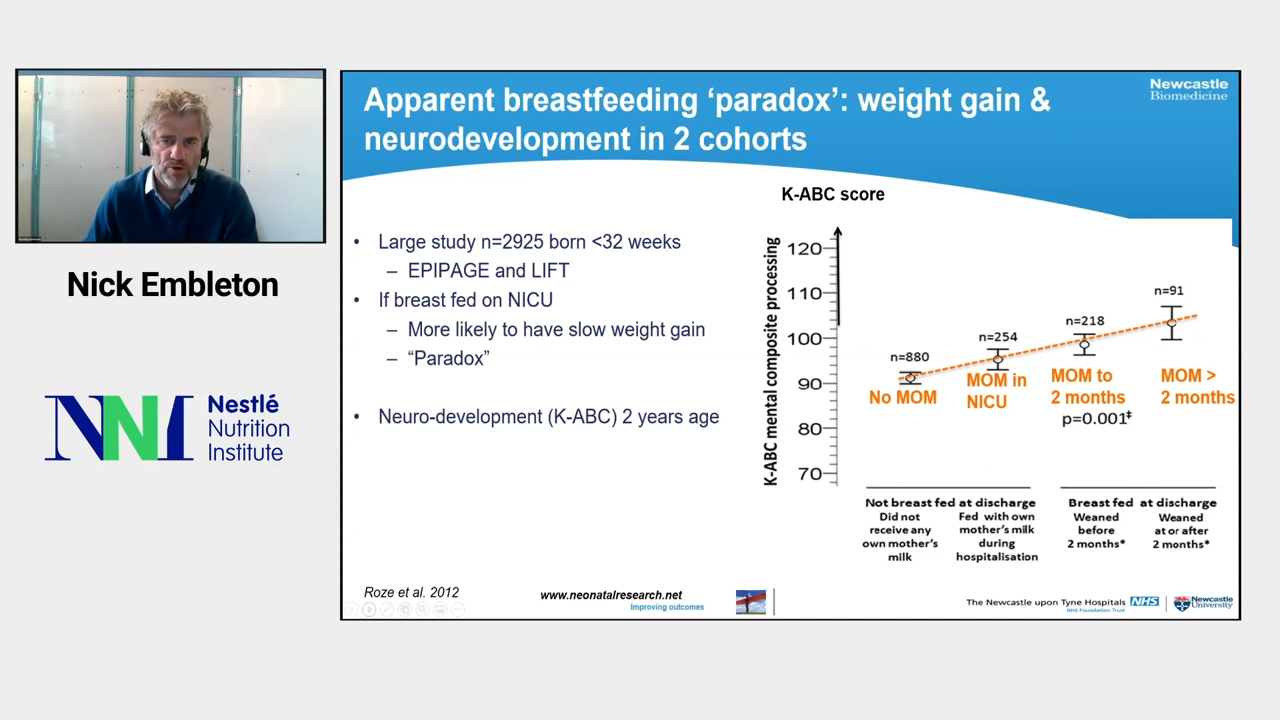 Nick Embleton
NNI
Nestlé
Nutrition
Institute
Apparent breastfeeding ‘paradox’: weight gain &
neurodevelopment in 2 cohorts
Newcastle
Biomedicine
• Large study n=2925 born <32 weeks
– EPIPAGE and LIFT
• If breast fed on NICU
– More likely to have slow weight gain
– “Paradox”
• Neuro-development (K-ABC) 2 years age
K-ABC score
K-ABC mental composite processing
120
110
100
90
80
70
n=880
n=254
n=218
n=91
No MOM
MOM in
NICU
MOM to
2 months
MOM >
2 months
p=0.001‡
Not breast fed at discharge
Did not
receive any
own mother's
milk
Fed with own
mother's milk
during
hospitalisation
Breast fed at discharge
Weaned
before
2 months*
Weaned
at or after
2 months*
Roze et al. 2012
www.neonatalresearch.net
Improving outcomes
The Newcastle upon Tyne Hospitals NHS
NHS Foundation Trust
Newcastle
University